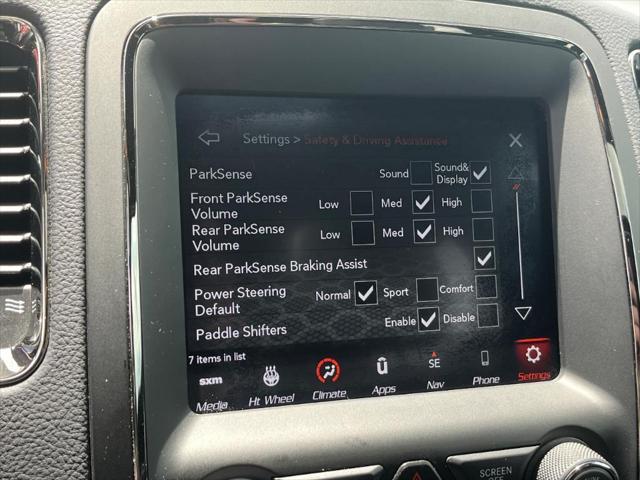 Settings > Safety & Driving Assistance
ParkSense Sound Sound& Display
Front ParkSense Volume Low Med High
Rear ParkSense Volume Low Med High
Rear ParkSense Braking Assist
Power Steering Default Normal Sport Comfort
Paddle Shifters Enable Disable
7 items in list
sxm SE
Media Ht Wheel Climate Apps Nav Phone Settings
SCREEN OFF